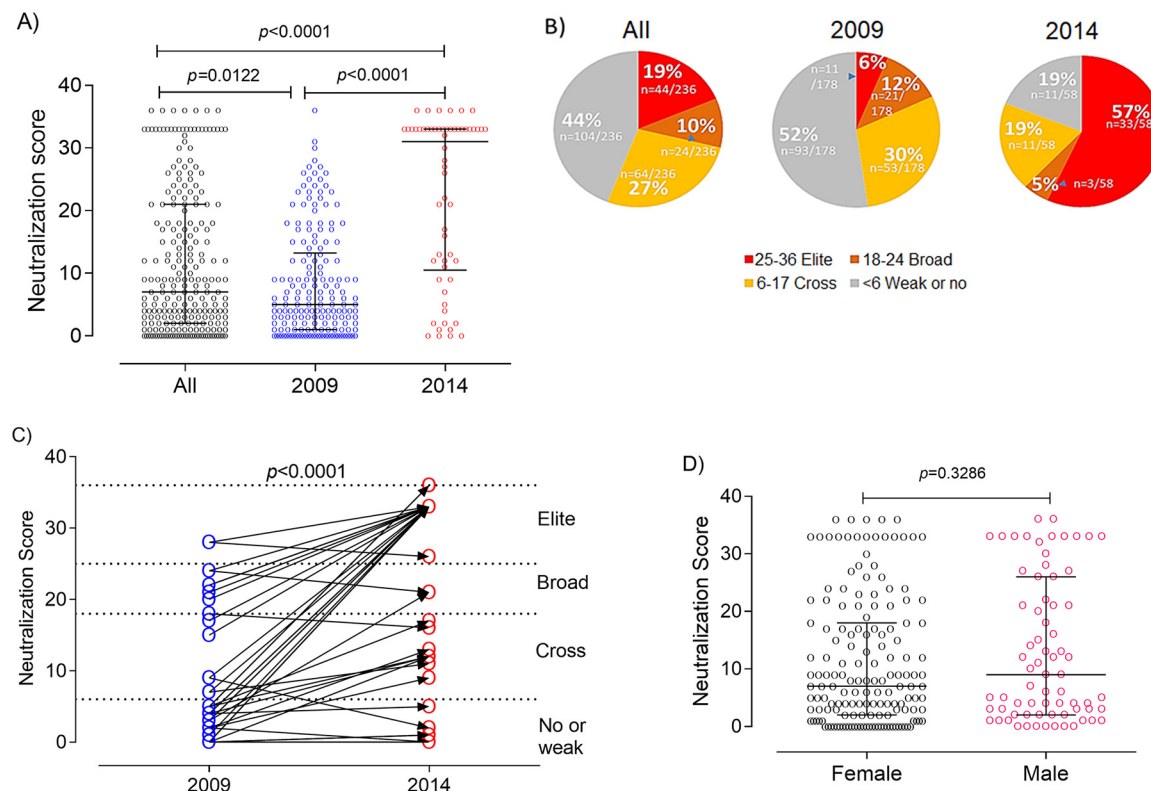 A)
p<0.0001
p=0.0122
p<0.0001
Neutralization score
40
30
20
10
0
All
2009
2014
B)
All
2009
2014
19%
n=44/236
10%
n=24/236
n=64/236
27%
44%
n=104/236
n=11
/178
6%
12%
n=21/
178
30%
n=53/178
52%
n=93/178
19%
n=11/58
57%
n=33/58
19%
n=11/58
5%
n=3/58
25-36 Elite
18-24 Broad
6-17 Cross
<6 Weak or no
C)
p<0.0001
Neutralization Score
40
30
20
10
0
Elite
Broad
Cross
No or
weak
2009
2014
D)
p=0.3286
Neutralization Score
40
30
20
10
0
Female
Male